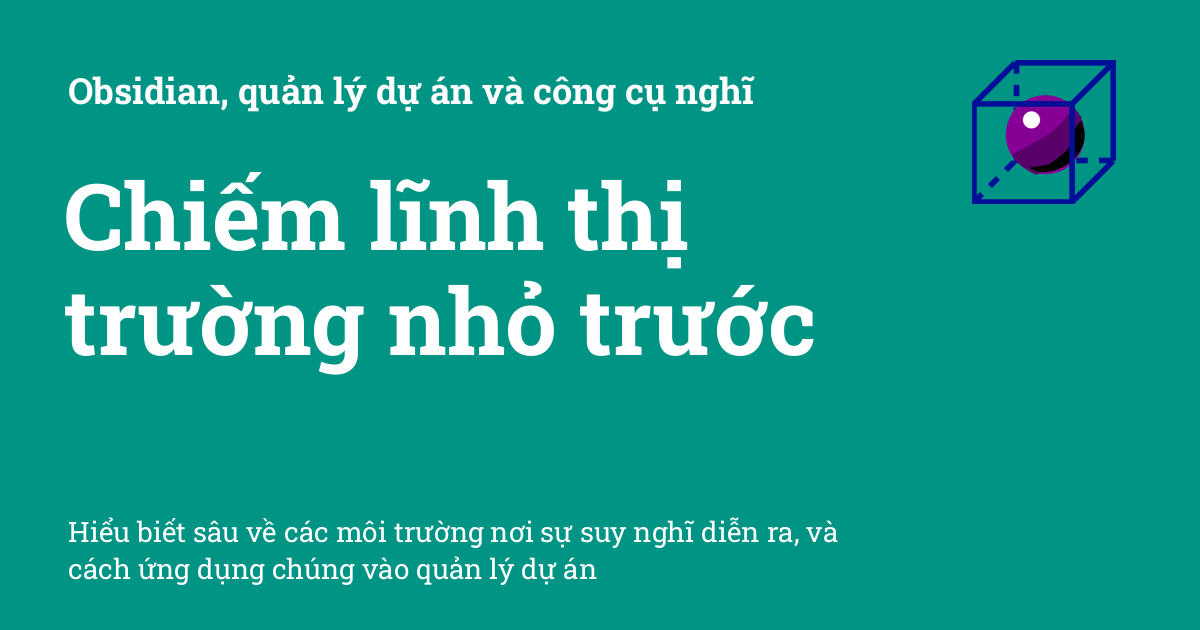 Obsidian, quản lý dự án và công cụ nghĩ
Chiếm lĩnh thị
trường nhỏ trước
Hiểu biết sâu về các môi trường nơi sự suy nghĩ diễn ra, và
cách ứng dụng chúng vào quản lý dự án